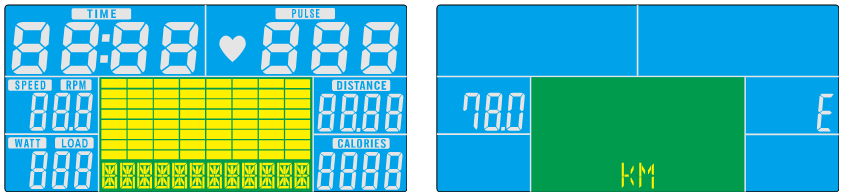 TIME PULSE
88:88 888
SPEED RPM DISTANCE
88.8 88.88
WATT LOAD CALORIES
888 8888
78.0 E
KM